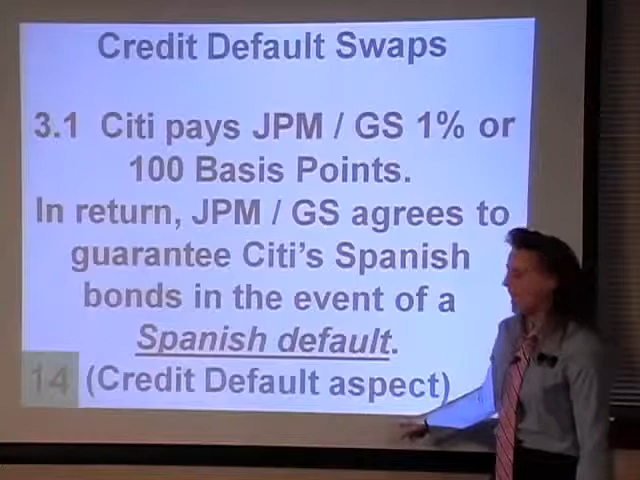 Credit Default Swaps
3.1 Citi pays JPM / GS 1% or
100 Basis Points.
In return, JPM / GS agrees to
guarantee Citi's Spanish
bonds in the event of a
Spanish default.
14 (Credit Default aspect)